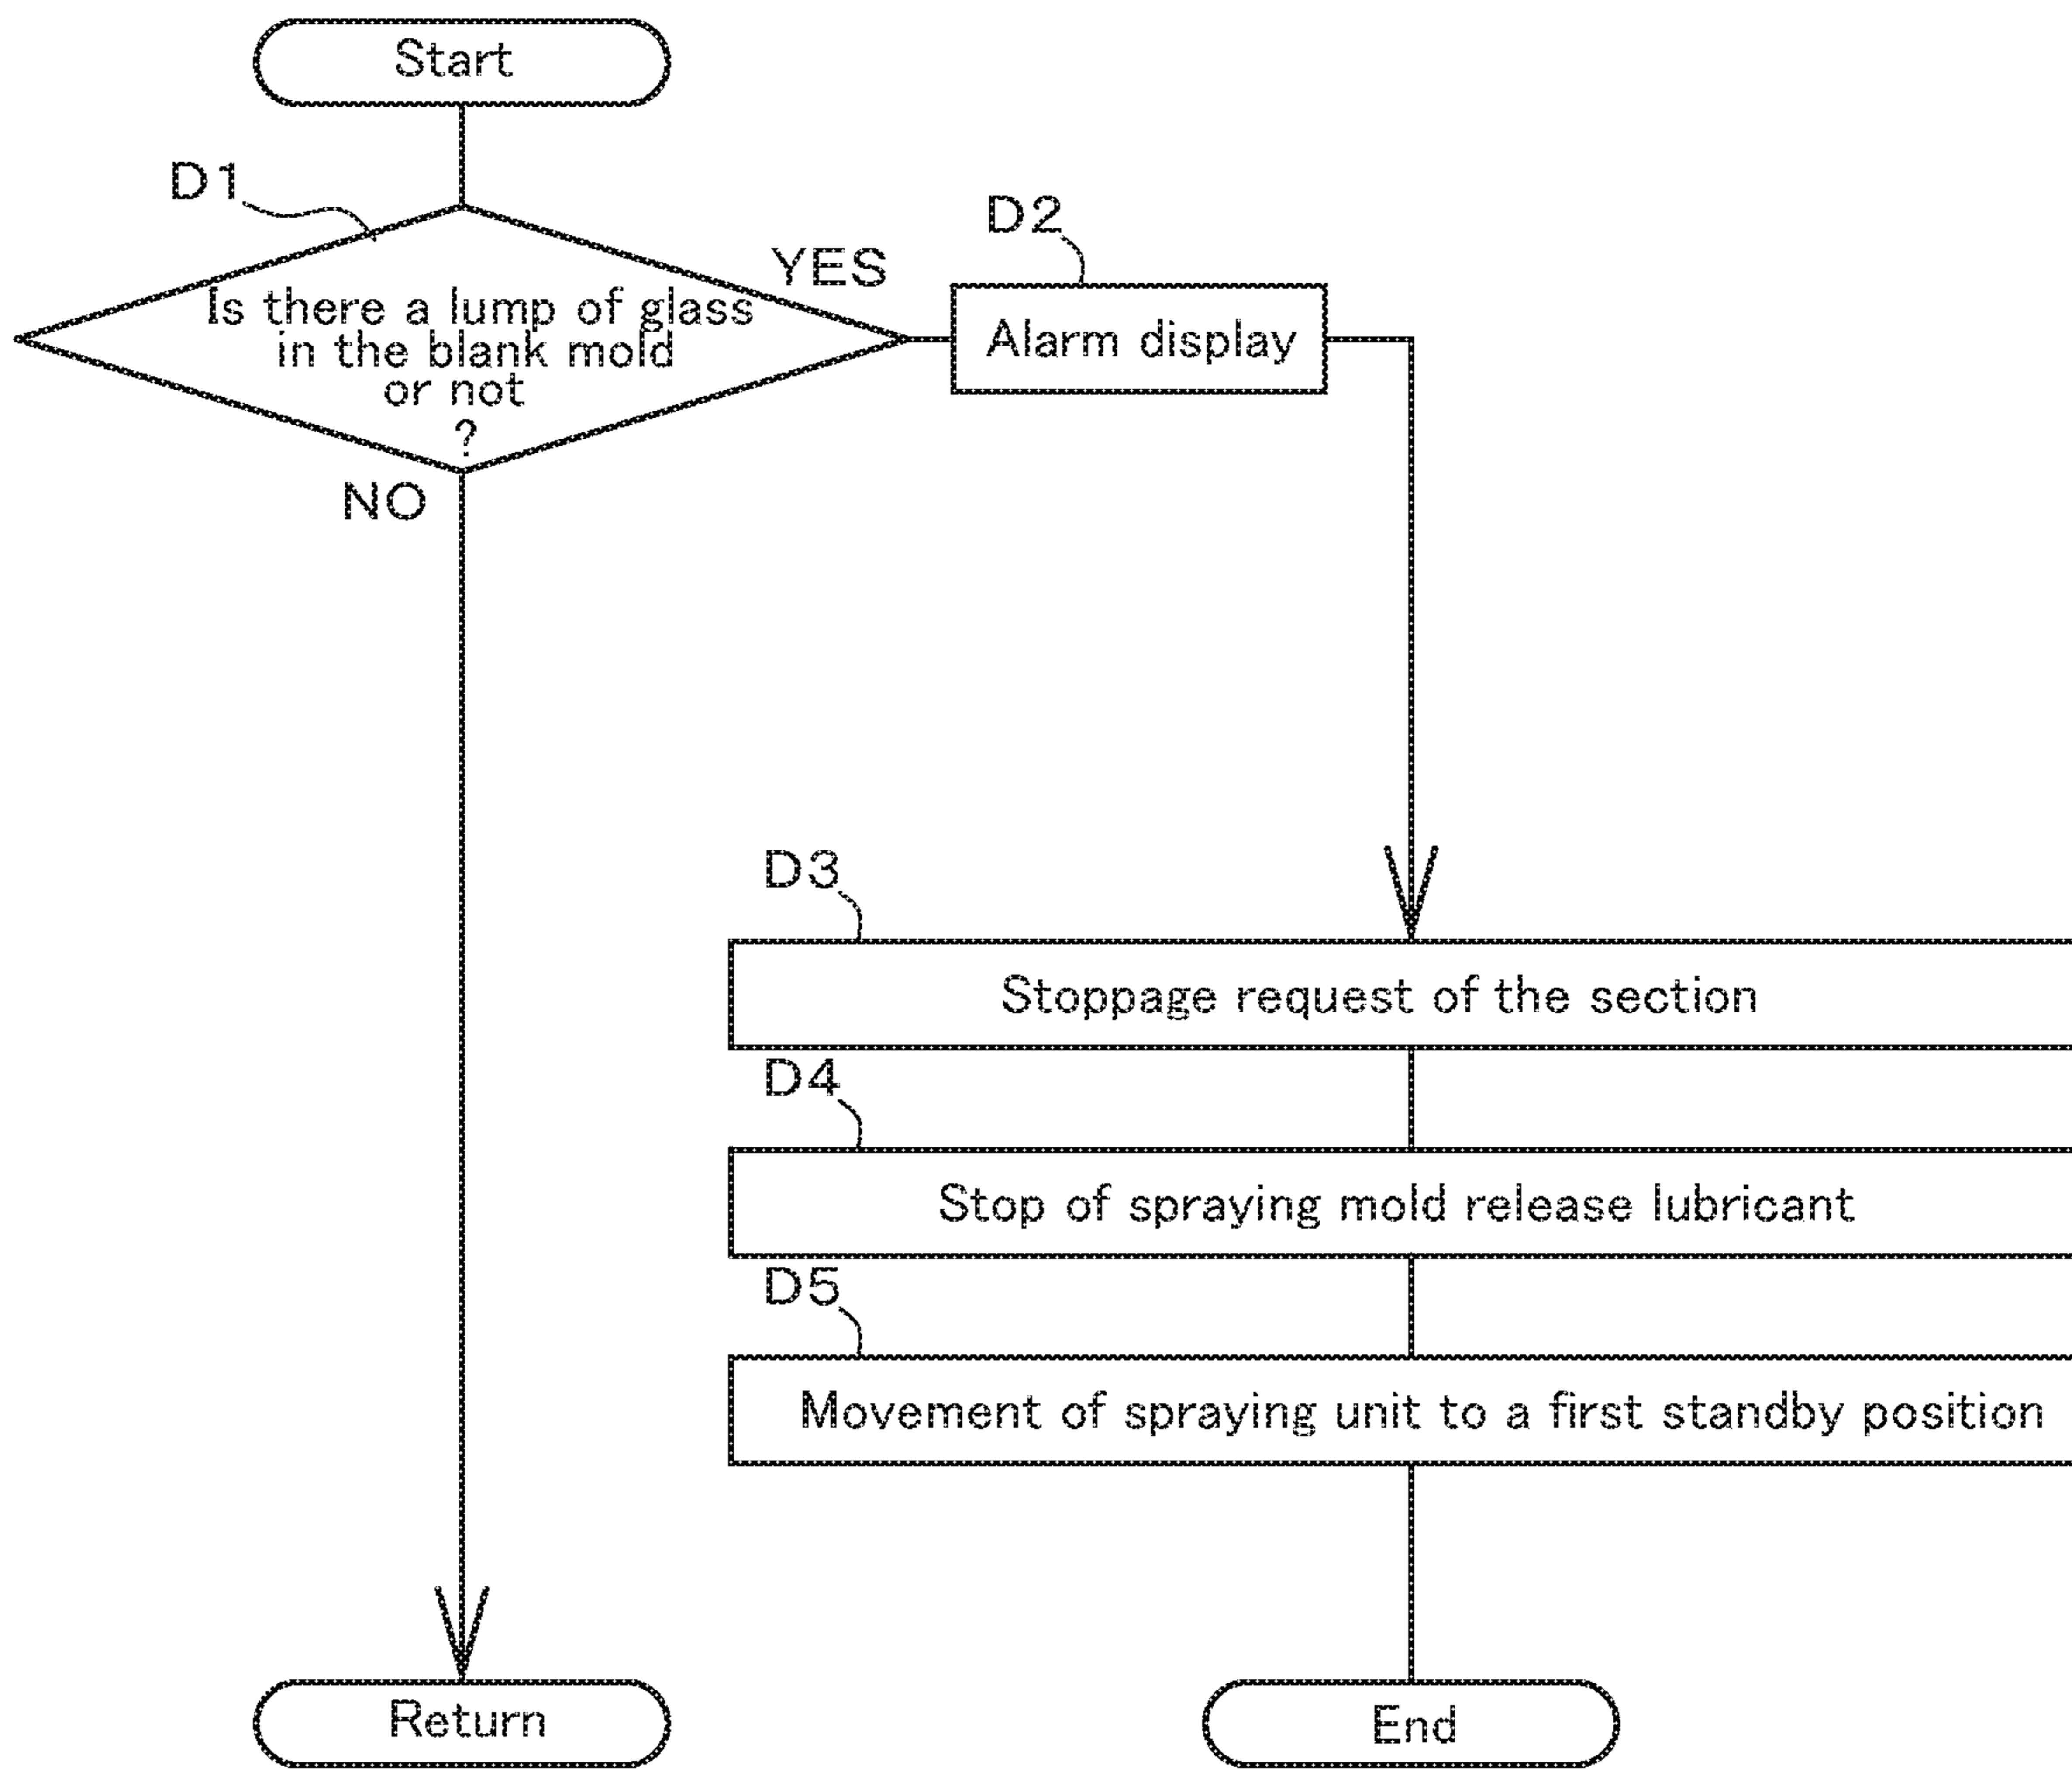 Start
D1
Is there a lump of glass
in the blank mold
or not
?
YES
NO
D2
Alarm display
D3
Stoppage request of the section
D4
Stop of spraying mold release lubricant
D5
Movement of spraying unit to a first standby position
Return
End